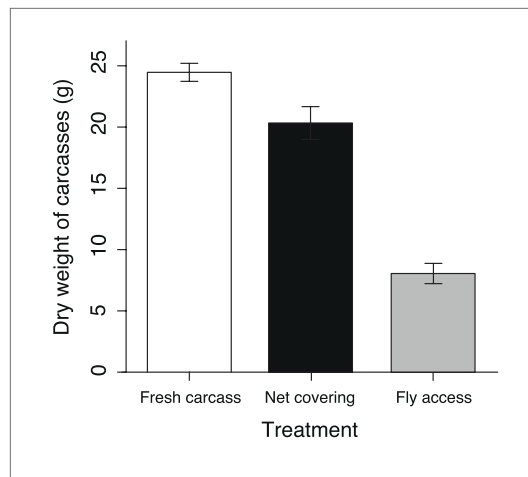 Dry weight of carcasses (g)
25
20
15
10
5
0
Fresh carcass Net covering Fly access
Treatment